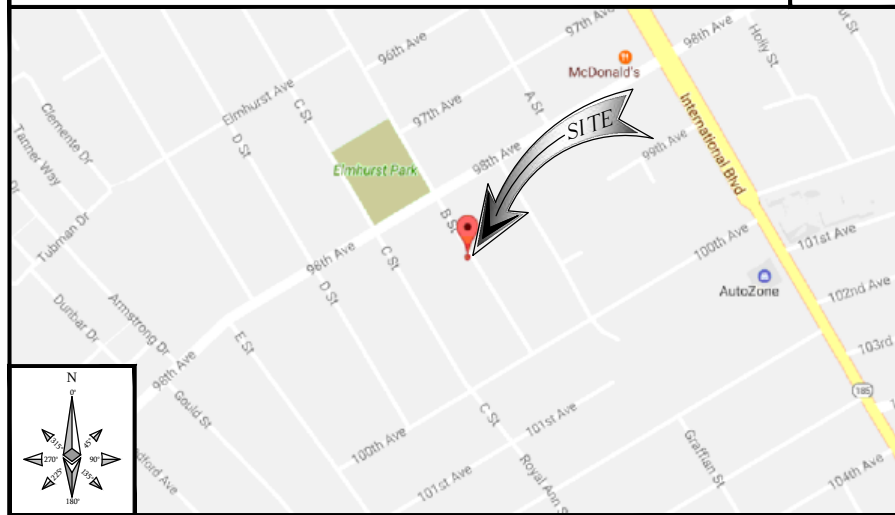 97th Ave
98th Ave
Holly St
ut St
96th Ave
McDonald's
Elmhurst Ave
C St
97th Ave
A St
SITE
International Blvd
Clemente Dr
Tanner Way
Dr
D St
98th Ave
99th Ave
Elmhurst Park
B St
Tubman Dr
98th Ave
C St
100th Ave
101st Ave
AutoZone
102nd Ave
D St
Dunbar Dr
Armstrong Dr
E St
103rd
98th Ave
185
N
0°
45°
90°
135°
180°
225°
270°
315°
Gould St
C St
101st Ave
100th Ave
Graffian St
dford Ave
101st Ave
Royal Ann S
104th Ave